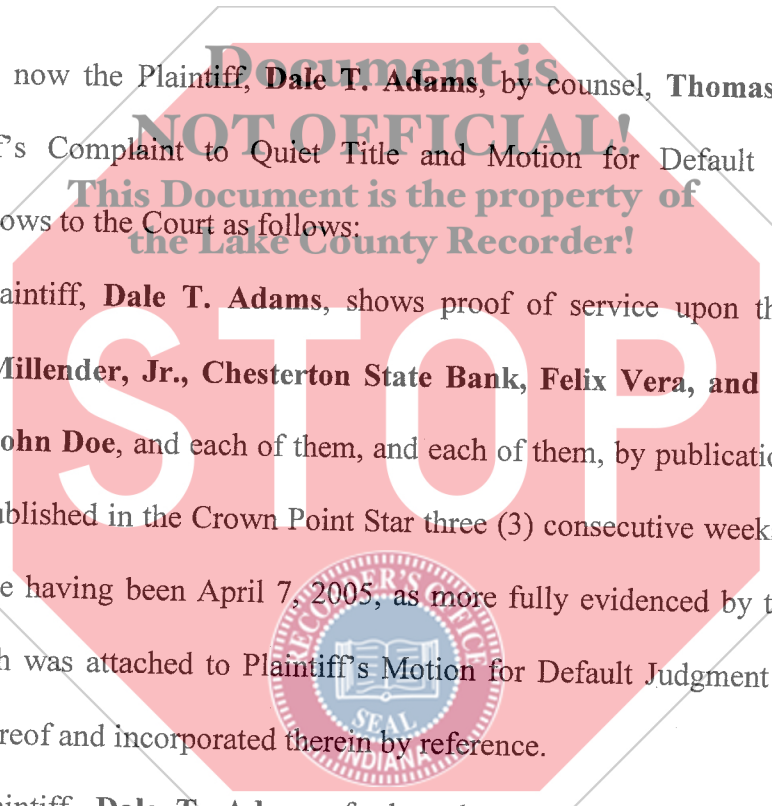 now the Plaintiff, Dale T. Adams, by counsel, Thomas
Document is
NOT OFFICIAL!
f's Complaint to Quiet Title and Motion for Default
This Document is the property of
ows to the Court as follows:
the Lake County Recorder!
aintiff, Dale T. Adams, shows proof of service upon th
Millender, Jr., Chesterton State Bank, Felix Vera, and
STOP
ohn Doe, and each of them, and each of them, by publicatio
ublished in the Crown Point Star three (3) consecutive week
e having been April 7, 2005, as more fully evidenced by t
RECORDER'S OFFICE
h was attached to Plaintiff's Motion for Default Judgment
SEAL
INDIANA
reof and incorporated therein by reference.
aintiff, Dale T. Adams,